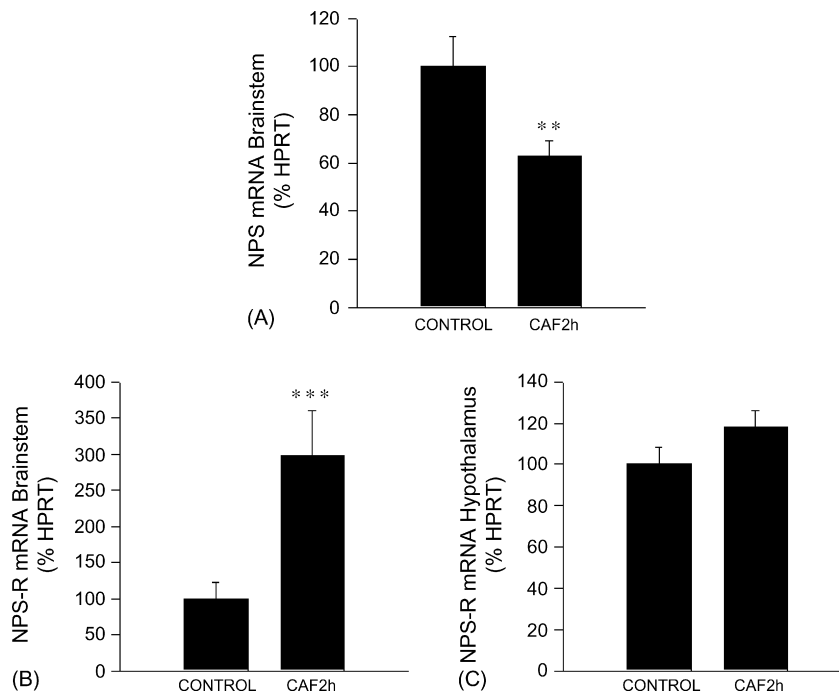 120
100
80
60
40
20
0
NPS mRNA Brainstem
(% HPRT)
**
(A)
CONTROL
CAF2h
400
350
300
250
200
150
100
50
0
NPS-R mRNA Brainstem
(% HPRT)
***
(B)
CONTROL
CAF2h
140
120
100
80
60
40
20
0
NPS-R mRNA Hypothalamus
(% HPRT)
(C)
CONTROL
CAF2h